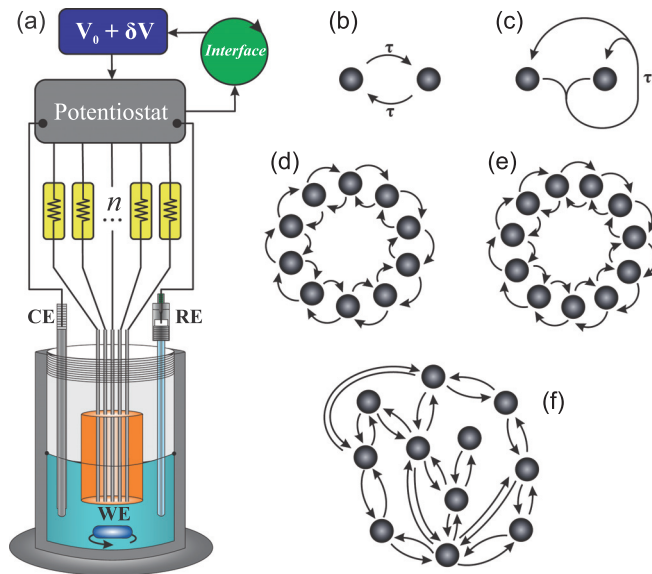 (a)
V₀ + δV
Interface
Potentiostat
n
...
CE
RE
WE
(b)
τ
τ
(c)
τ
(d)
(e)
(f)